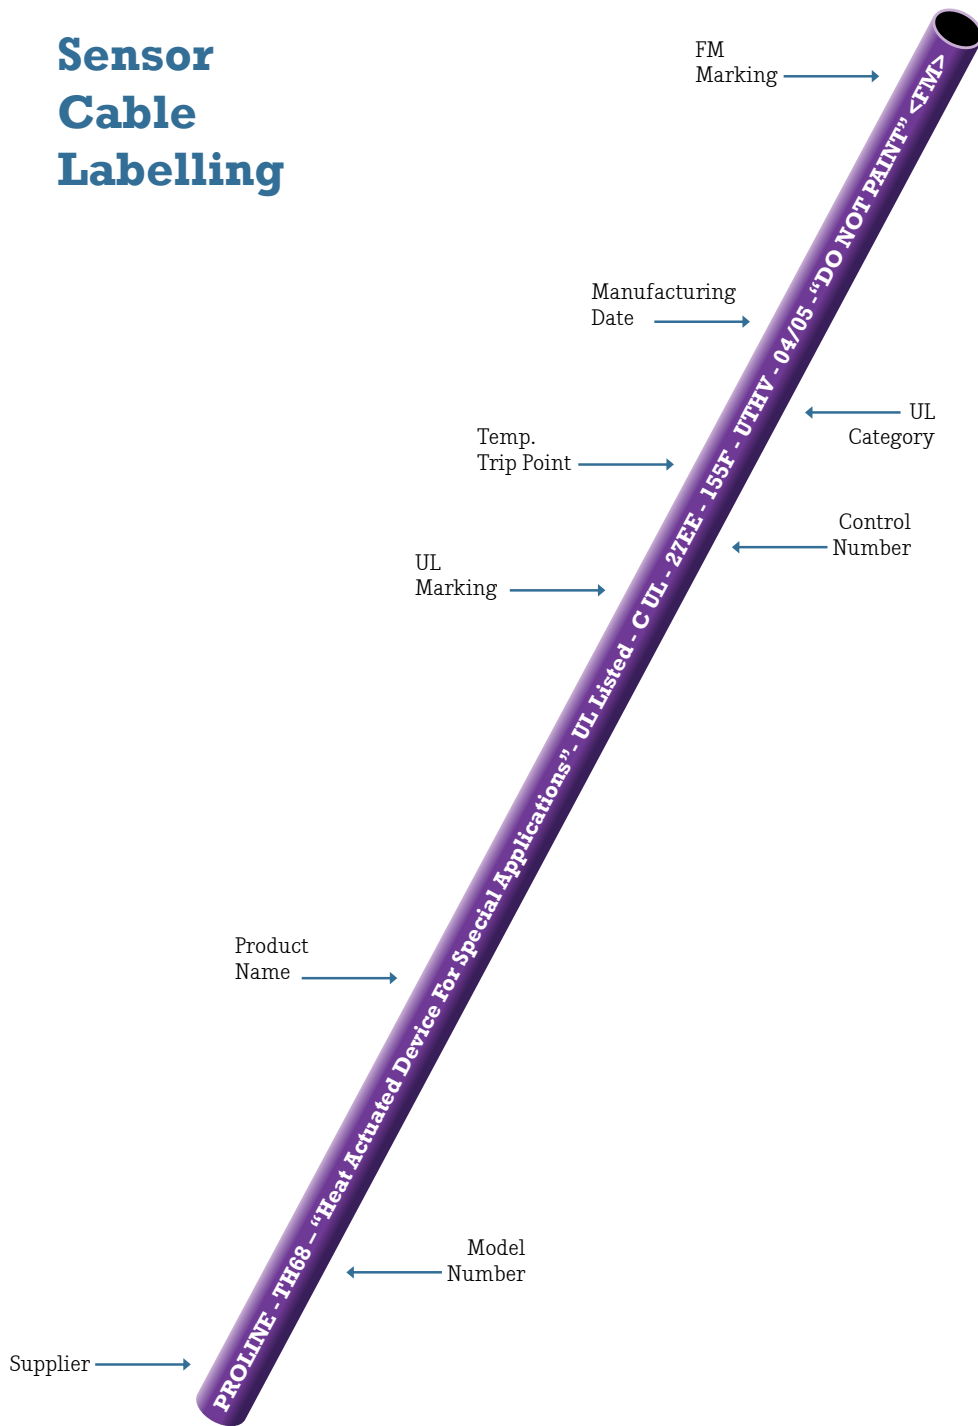 Sensor
Cable
Labelling
FM
Marking
Manufacturing
Date
UL
Category
Temp.
Trip Point
Control
Number
UL
Marking
Product
Name
Model
Number
Supplier
PROLINE - TH68 – “Heat Actuated Device For Special Applications”- UL Listed - C UL - 27EE - 155F - UTHV - 04/05 -“DO NOT PAINT” <FM>